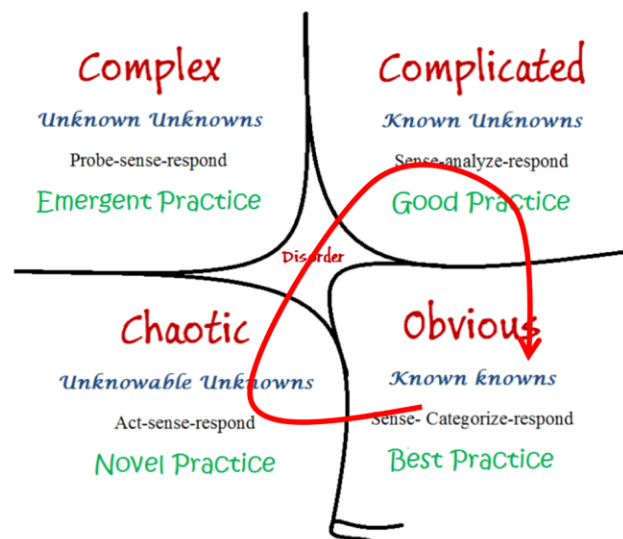 Complex
Unknown Unknowns
Probe-sense-respond
Emergent Practice
Complicated
Known Unknowns
Sense-analyze-respond
Good Practice
Disorder
Chaotic
Unknowable Unknowns
Act-sense-respond
Novel Practice
Obvious
Known knowns
Sense- Categorize-respond
Best Practice